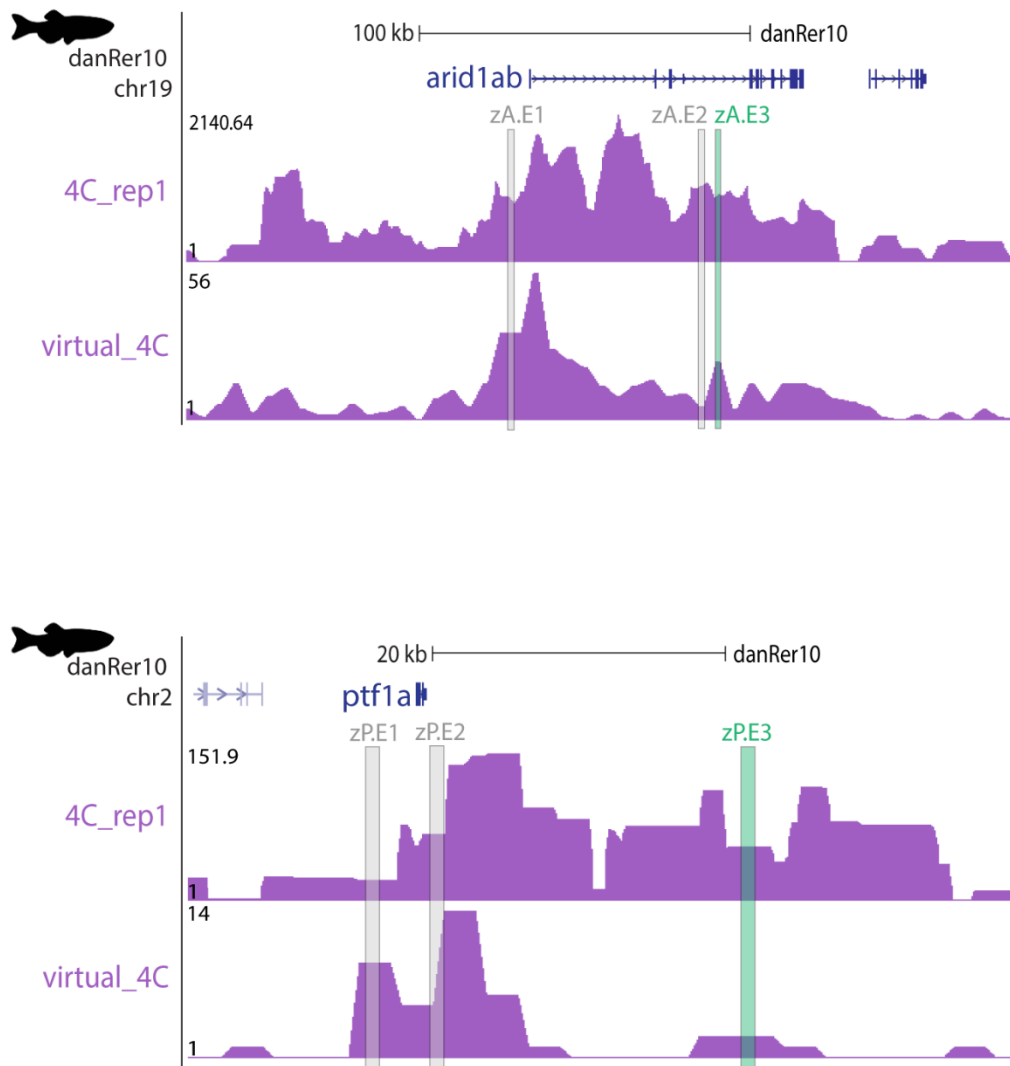 100 kb danRer10
danRer10
chr19
arid1ab
zA.E1 zA.E2 zA.E3
2140.64
4C_rep1
1
56
virtual_4C
1
20 kb danRer10
danRer10
chr2
ptf1a
zP.E1 zP.E2 zP.E3
151.9
4C_rep1
1
14
virtual_4C
1